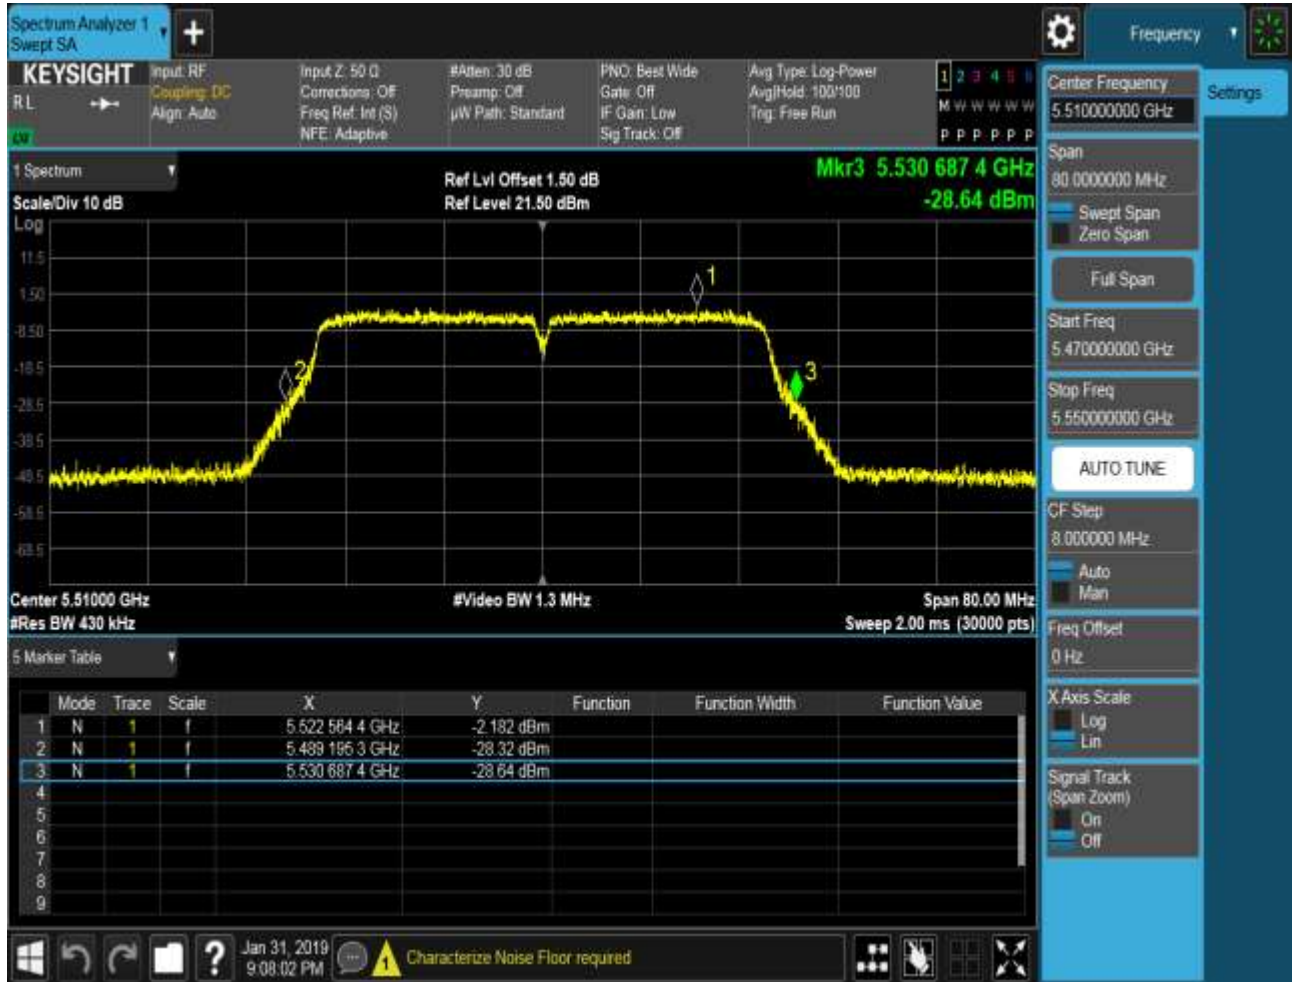 Spectrum Analyzer 1
Swept SA
+
Frequency
KEYSIGHT
RL
Input: RF
Coupling: DC
Align: Auto
Input Z: 50 Ω
Corrections: Off
Freq Ref: Int (S)
NFE: Adaptive
#Atten: 30 dB
Preamp: Off
µW Path: Standard
PNO: Best Wide
Gate: Off
IF Gain: Low
Sig Track: Off
Avg Type: Log-Power
Avg|Hold: 100/100
Trig: Free Run
1 2 3 4 5 6
M W W W W W
P P P P P P
1 Spectrum
Scale/Div 10 dB
Ref Lvl Offset 1.50 dB
Ref Level 21.50 dBm
Mkr3 5.530 687 4 GHz
-28.64 dBm
Log
11.5
1.50
-8.50
-18.5
-28.5
-38.5
-48.5
-58.5
-68.5
1
2
3
Center 5.51000 GHz
#Video BW 1.3 MHz
Span 80.00 MHz
#Res BW 430 kHz
Sweep 2.00 ms (30000 pts)
5 Marker Table
Mode Trace Scale X Y Function Function Width Function Value
1 N 1 f 5.522 564 4 GHz -2.182 dBm
2 N 1 f 5.489 195 3 GHz -28.32 dBm
3 N 1 f 5.530 687 4 GHz -28.64 dBm
4
5
6
7
8
9
Center Frequency
5.510000000 GHz
Settings
Span
80.0000000 MHz
Swept Span
Zero Span
Full Span
Start Freq
5.470000000 GHz
Stop Freq
5.550000000 GHz
AUTO TUNE
CF Step
8.000000 MHz
Auto
Man
Freq Offset
0 Hz
X Axis Scale
Log
Lin
Signal Track
(Span Zoom)
On
Off
?
Jan 31, 2019
9:08:02 PM
1
Characterize Noise Floor required